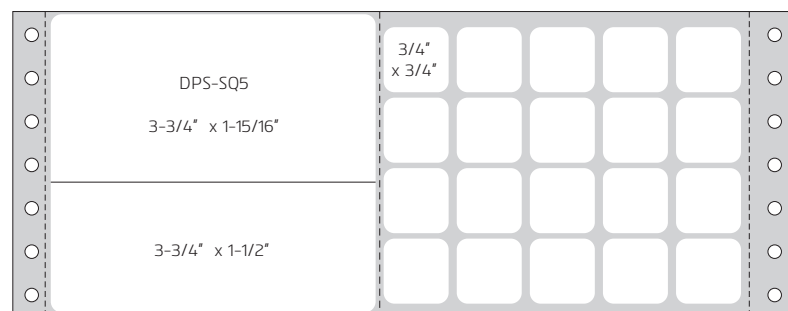 DPS-SQ5
3-3/4" x 1-15/16"
3-3/4" x 1-1/2"
3/4"
x 3/4"